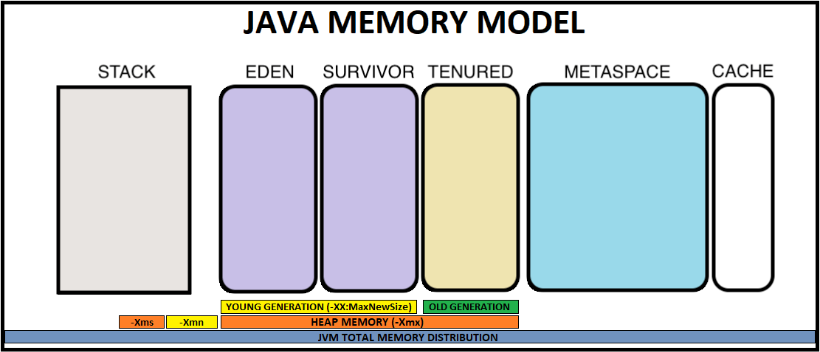 JAVA MEMORY MODEL
STACK EDEN SURVIVOR TENURED METASPACE CACHE
YOUNG GENERATION (-XX:MaxNewSize) OLD GENERATION
-Xms -Xmn HEAP MEMORY (-Xmx)
JVM TOTAL MEMORY DISTRIBUTION